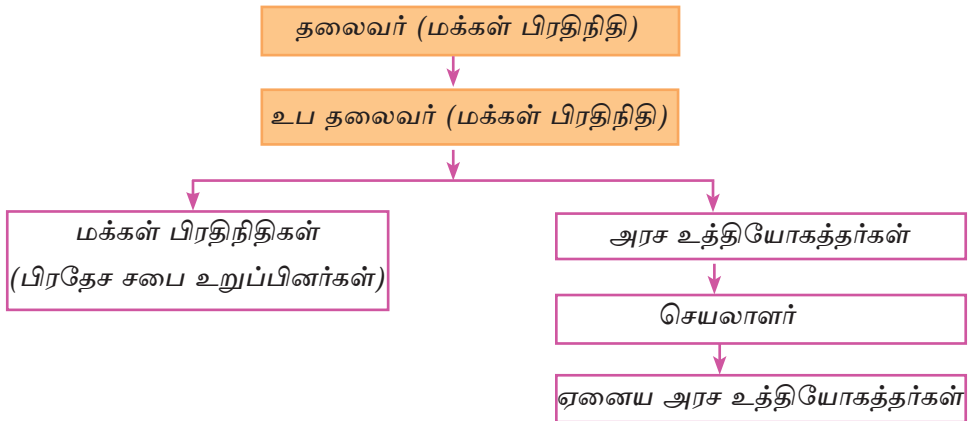 தலைவர் (மக்கள் பிரதிநிதி)
உப தலைவர் (மக்கள் பிரதிநிதி)
மக்கள் பிரதிநிதிகள்
(பிரதேச சபை உறுப்பினர்கள்)
அரச உத்தியோகத்தர்கள்
செயலாளர்
ஏனைய அரச உத்தியோகத்தர்கள்